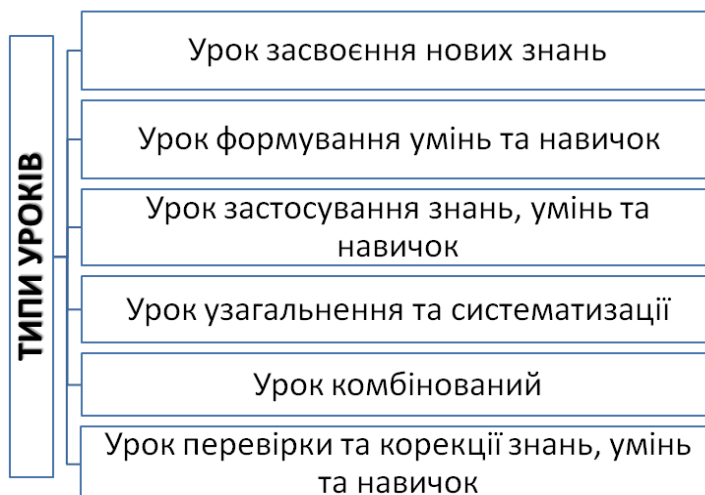 ТИПИ УРОКІВ
Урок засвоєння нових знань
Урок формування умінь та навичок
Урок застосування знань, умінь та
навичок
Урок узагальнення та систематизації
Урок комбінований
Урок перевірки та корекції знань, умінь
та навичок